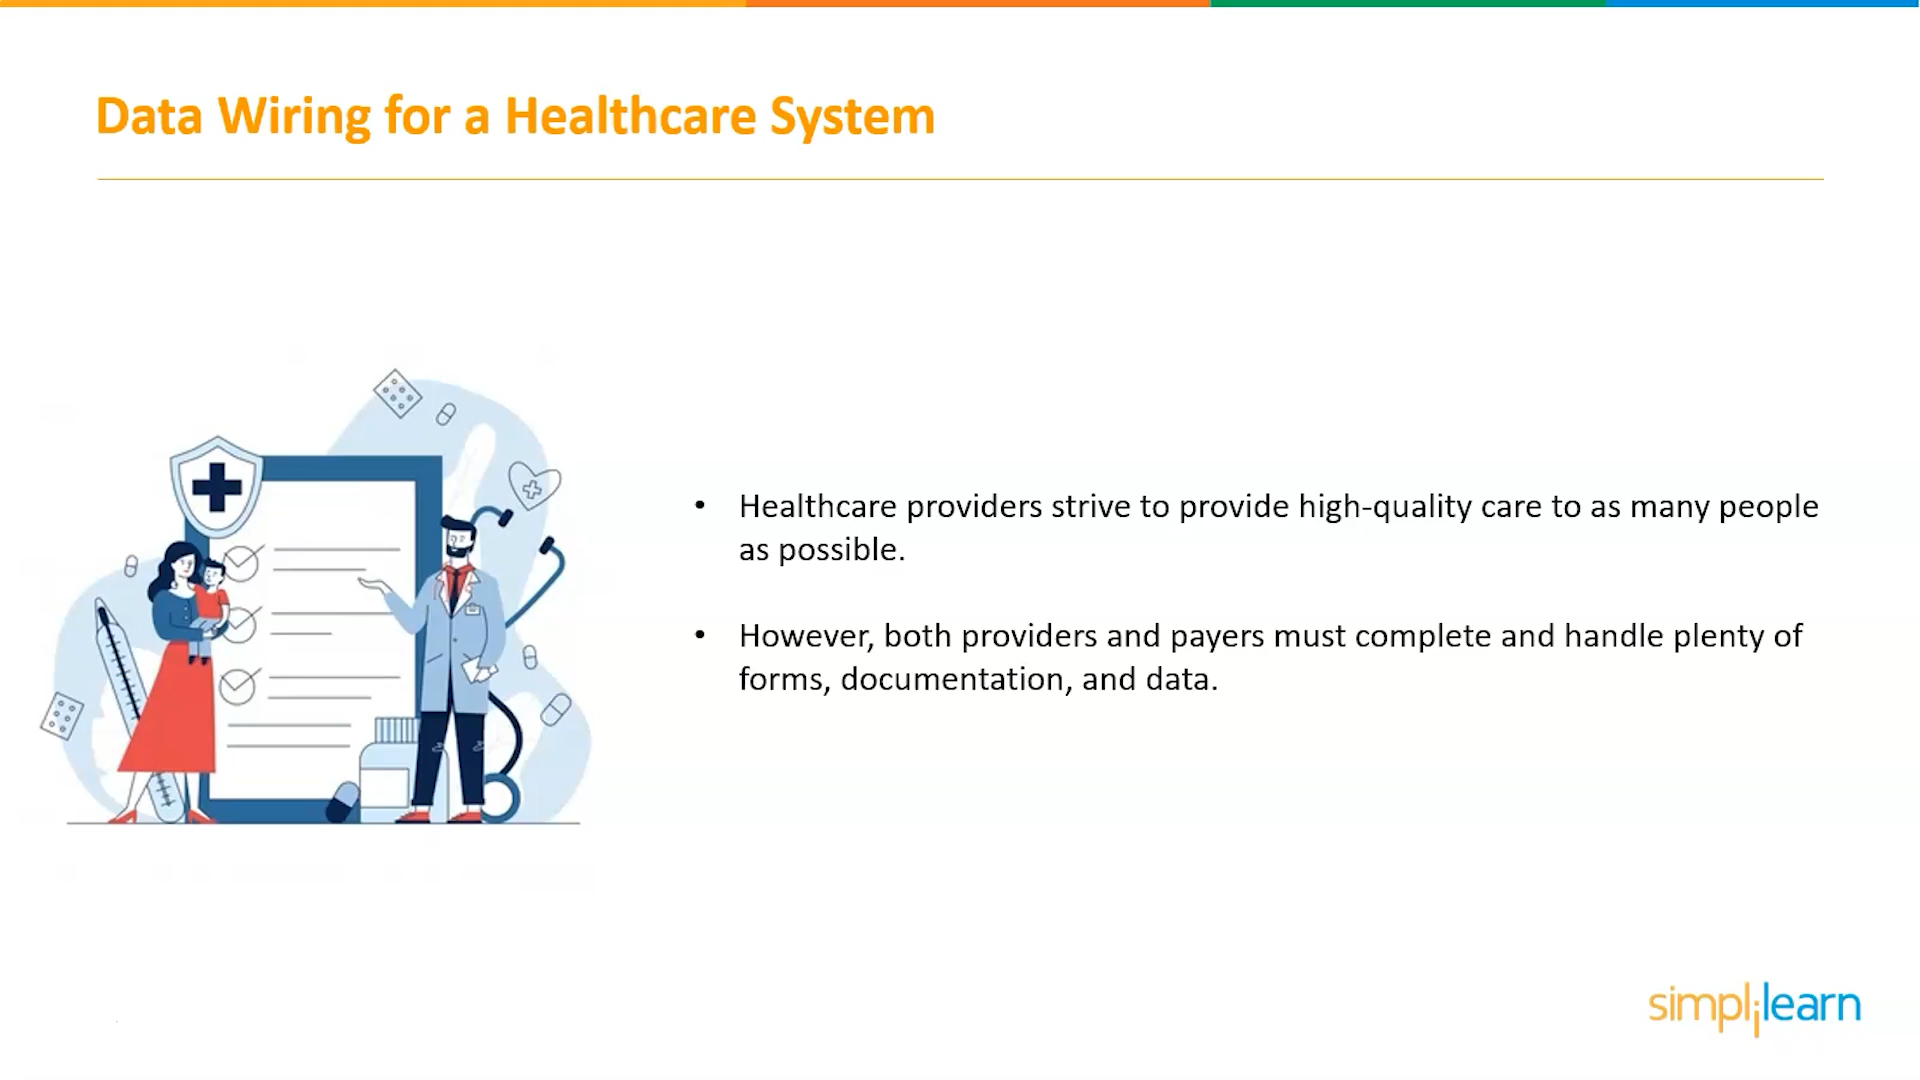 Data Wiring for a Healthcare System
• Healthcare providers strive to provide high-quality care to as many people
as possible.
• However, both providers and payers must complete and handle plenty of
forms, documentation, and data.
simplilearn